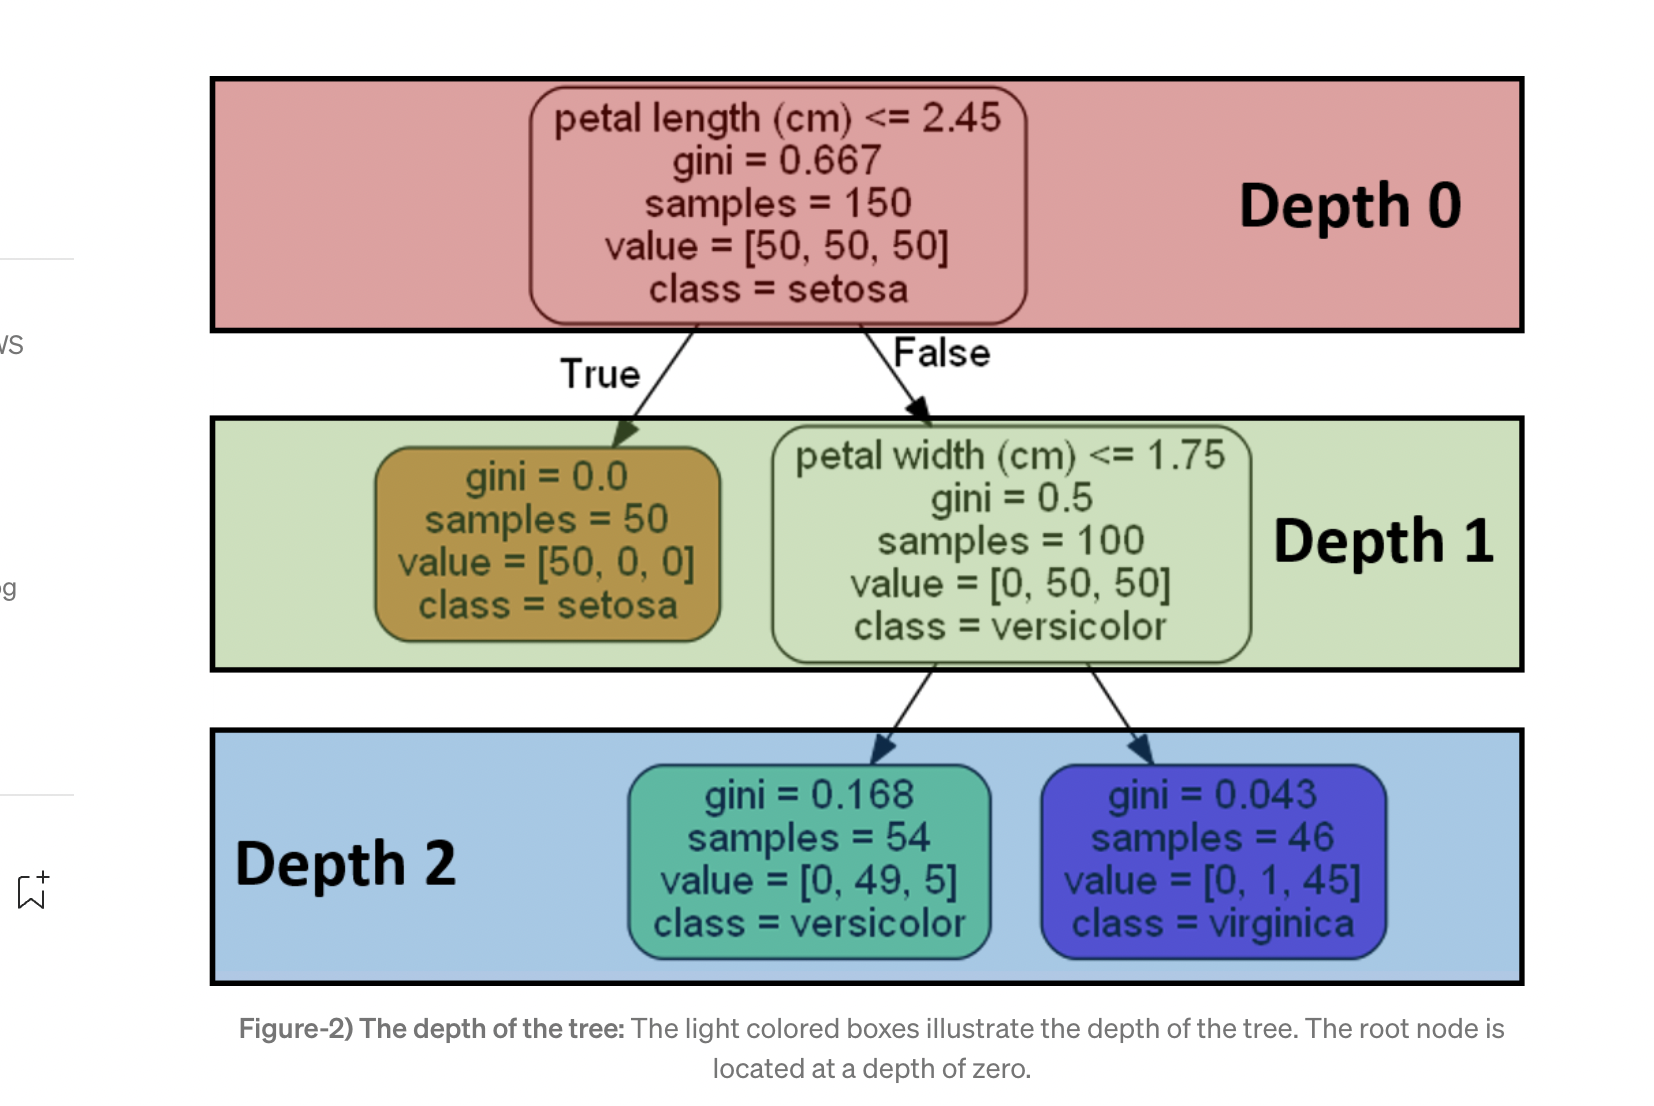 petal length (cm) <= 2.45
gini = 0.667
samples = 150
value = [50, 50, 50]
class = setosa
Depth 0
True
False
gini = 0.0
samples = 50
value = [50, 0, 0]
class = setosa
petal width (cm) <= 1.75
gini = 0.5
samples = 100
value = [0, 50, 50]
class = versicolor
Depth 1
Depth 2
gini = 0.168
samples = 54
value = [0, 49, 5]
class = versicolor
gini = 0.043
samples = 46
value = [0, 1, 45]
class = virginica
Figure-2) The depth of the tree: The light colored boxes illustrate the depth of the tree. The root node is
located at a depth of zero.